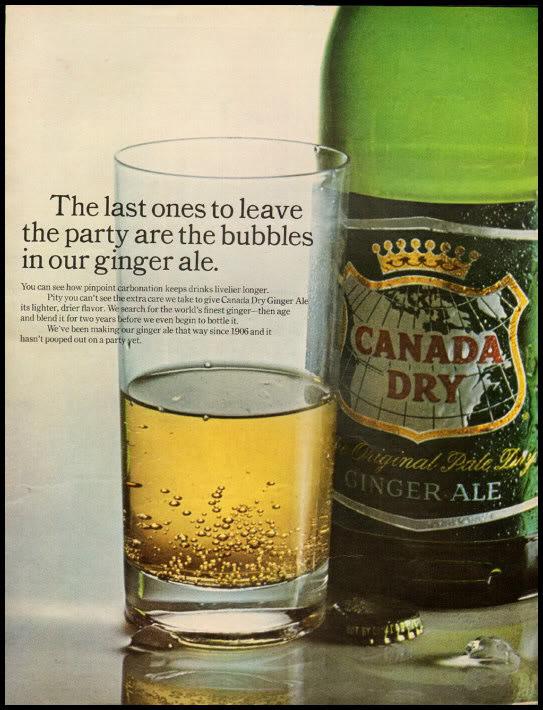 The last ones to leave
the party are the bubbles
in our ginger ale.
You can see how pinpoint carbonation keeps drinks livelier longer.
Pity you can't see the extra care we take to give Canada Dry Ginger Ale
its lighter, drier flavor. We search for the world's finest ginger—then age
and blend it for two years before we even begin to bottle it.
We've been making our ginger ale that way since 1906 and it
hasn't pooped out on a party yet.
CANADA
DRY
Original Pale Dry
GINGER ALE